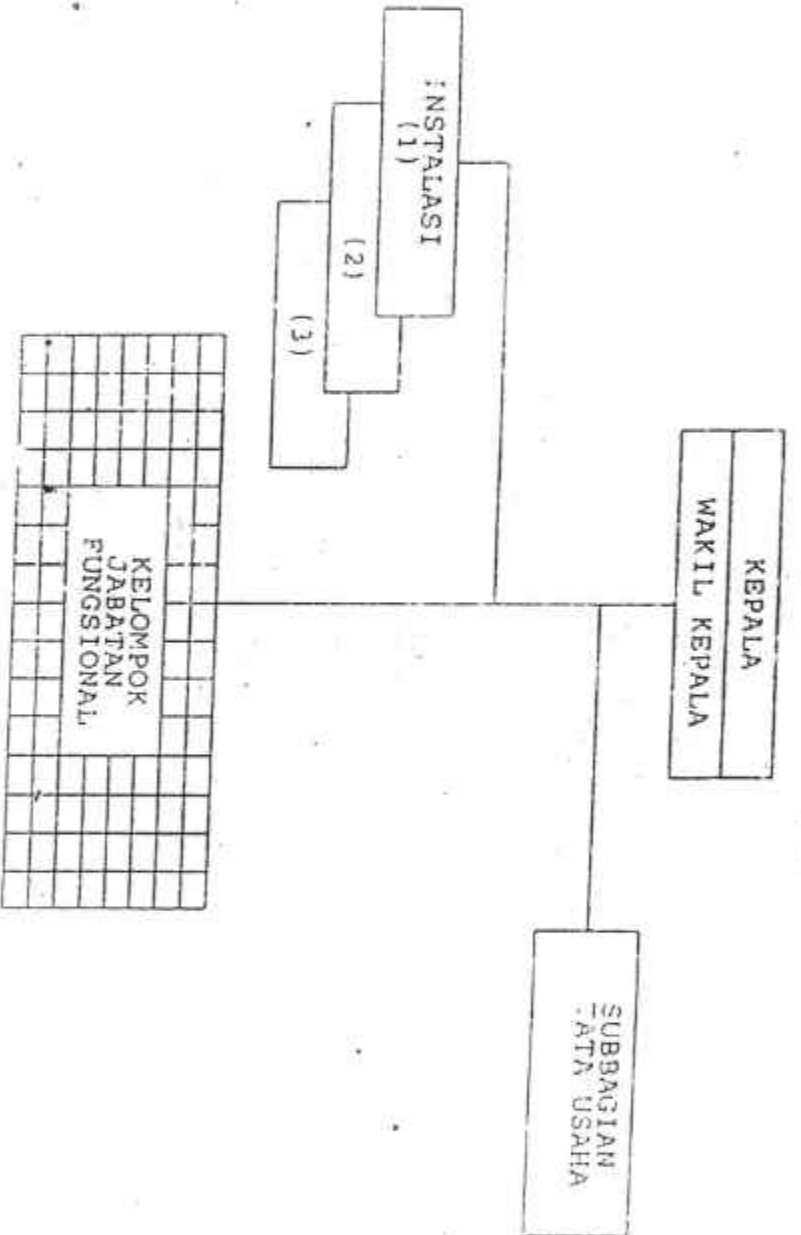 KEPALA
WAKIL KEPALA
SUBBAGIAN
TATA USAHA
INSTALASI
(1)
(2)
(3)
KELOMPOK
JABATAN
FUNGSIONAL